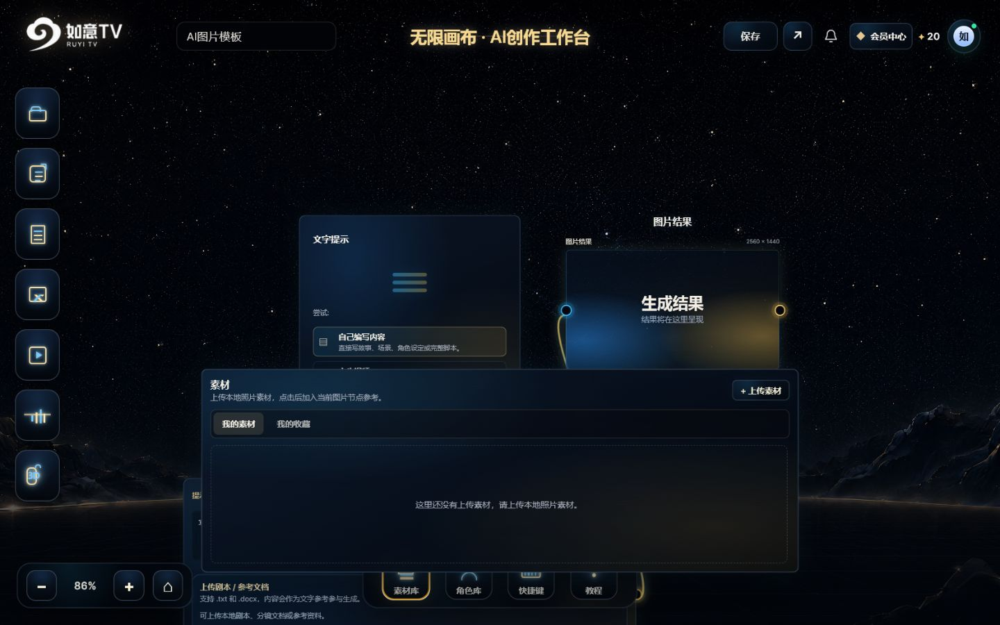 如意TV
RUYI TV
AI图片模板
无限画布 · AI创作工作台
保存
会员中心
20
如
文字提示
尝试:
自己编写内容
直接写故事、场景、角色设定或完整脚本。
图片结果
图片结果
2560 × 1440
生成结果
结果将在这里呈现
素材
上传本地照片素材，点击后加入当前图片节点参考。
+ 上传素材
我的素材
我的收藏
这里还没有上传素材，请上传本地照片素材。
3D
86%
上传剧本 / 参考文档
支持 .txt 和 .docx，内容会作为文字参考参与生成。
可上传本地剧本、分镜文档或参考资料。
素材库
角色库
快捷键
教程